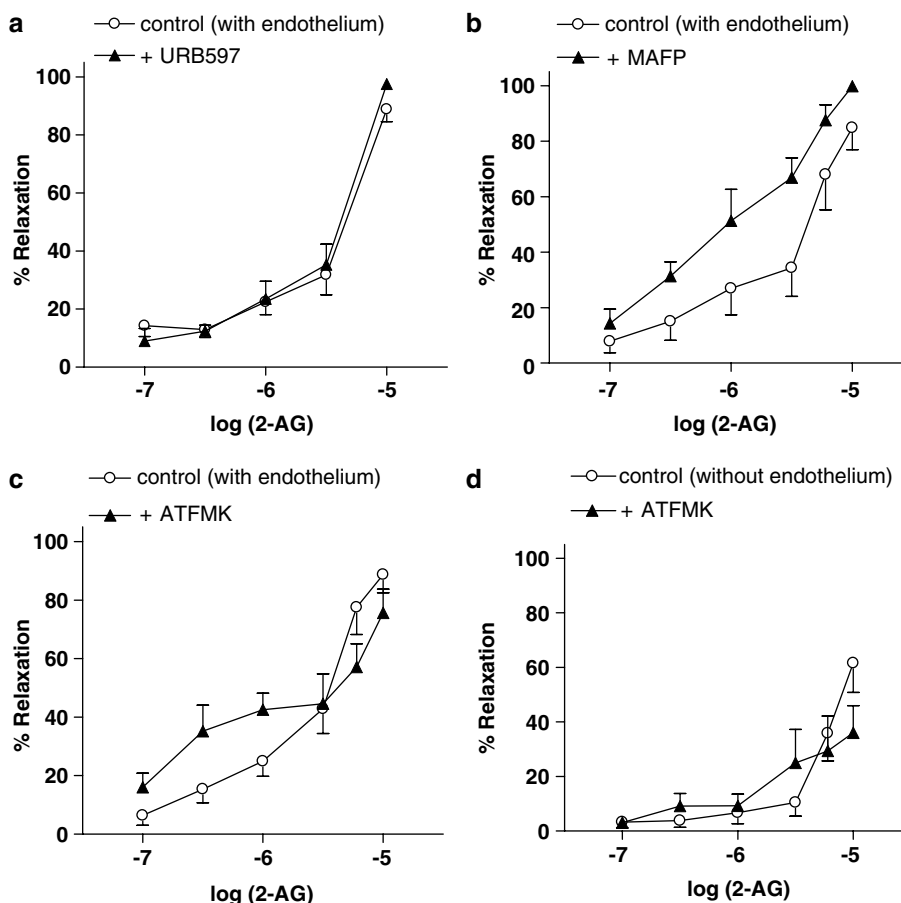 a
control (with endothelium)
+ URB597
100
80
60
40
20
0
% Relaxation
-7
-6
-5
log (2-AG)
b
control (with endothelium)
+ MAFP
100
80
60
40
20
0
% Relaxation
-7
-6
-5
log (2-AG)
c
control (with endothelium)
+ ATFMK
100
80
60
40
20
0
% Relaxation
-7
-6
-5
log (2-AG)
d
control (without endothelium)
+ ATFMK
100
80
60
40
20
0
% Relaxation
-7
-6
-5
log (2-AG)